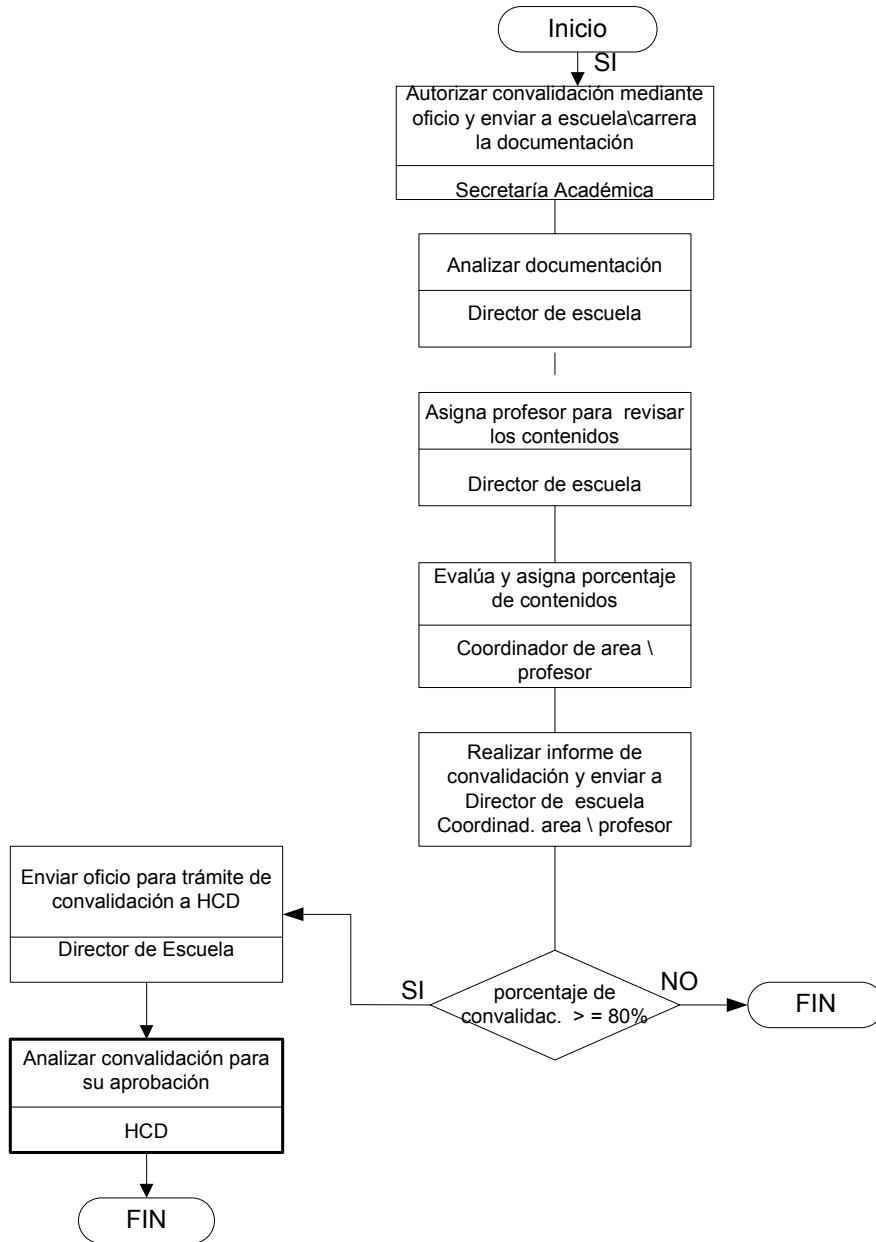 Inicio
SI
Autorizar convalidación mediante
oficio y enviar a escuela\carrera
la documentación
Secretaría Académica
Analizar documentación
Director de escuela
Asigna profesor para revisar
los contenidos
Director de escuela
Evalúa y asigna porcentaje
de contenidos
Coordinador de area \
profesor
Realizar informe de
convalidación y enviar a
Director de escuela
Coordinad. area \ profesor
Enviar oficio para trámite de
convalidación a HCD
Director de Escuela
SI
porcentaje de
convalidac. > = 80%
NO
FIN
Analizar convalidación para
su aprobación
HCD
FIN